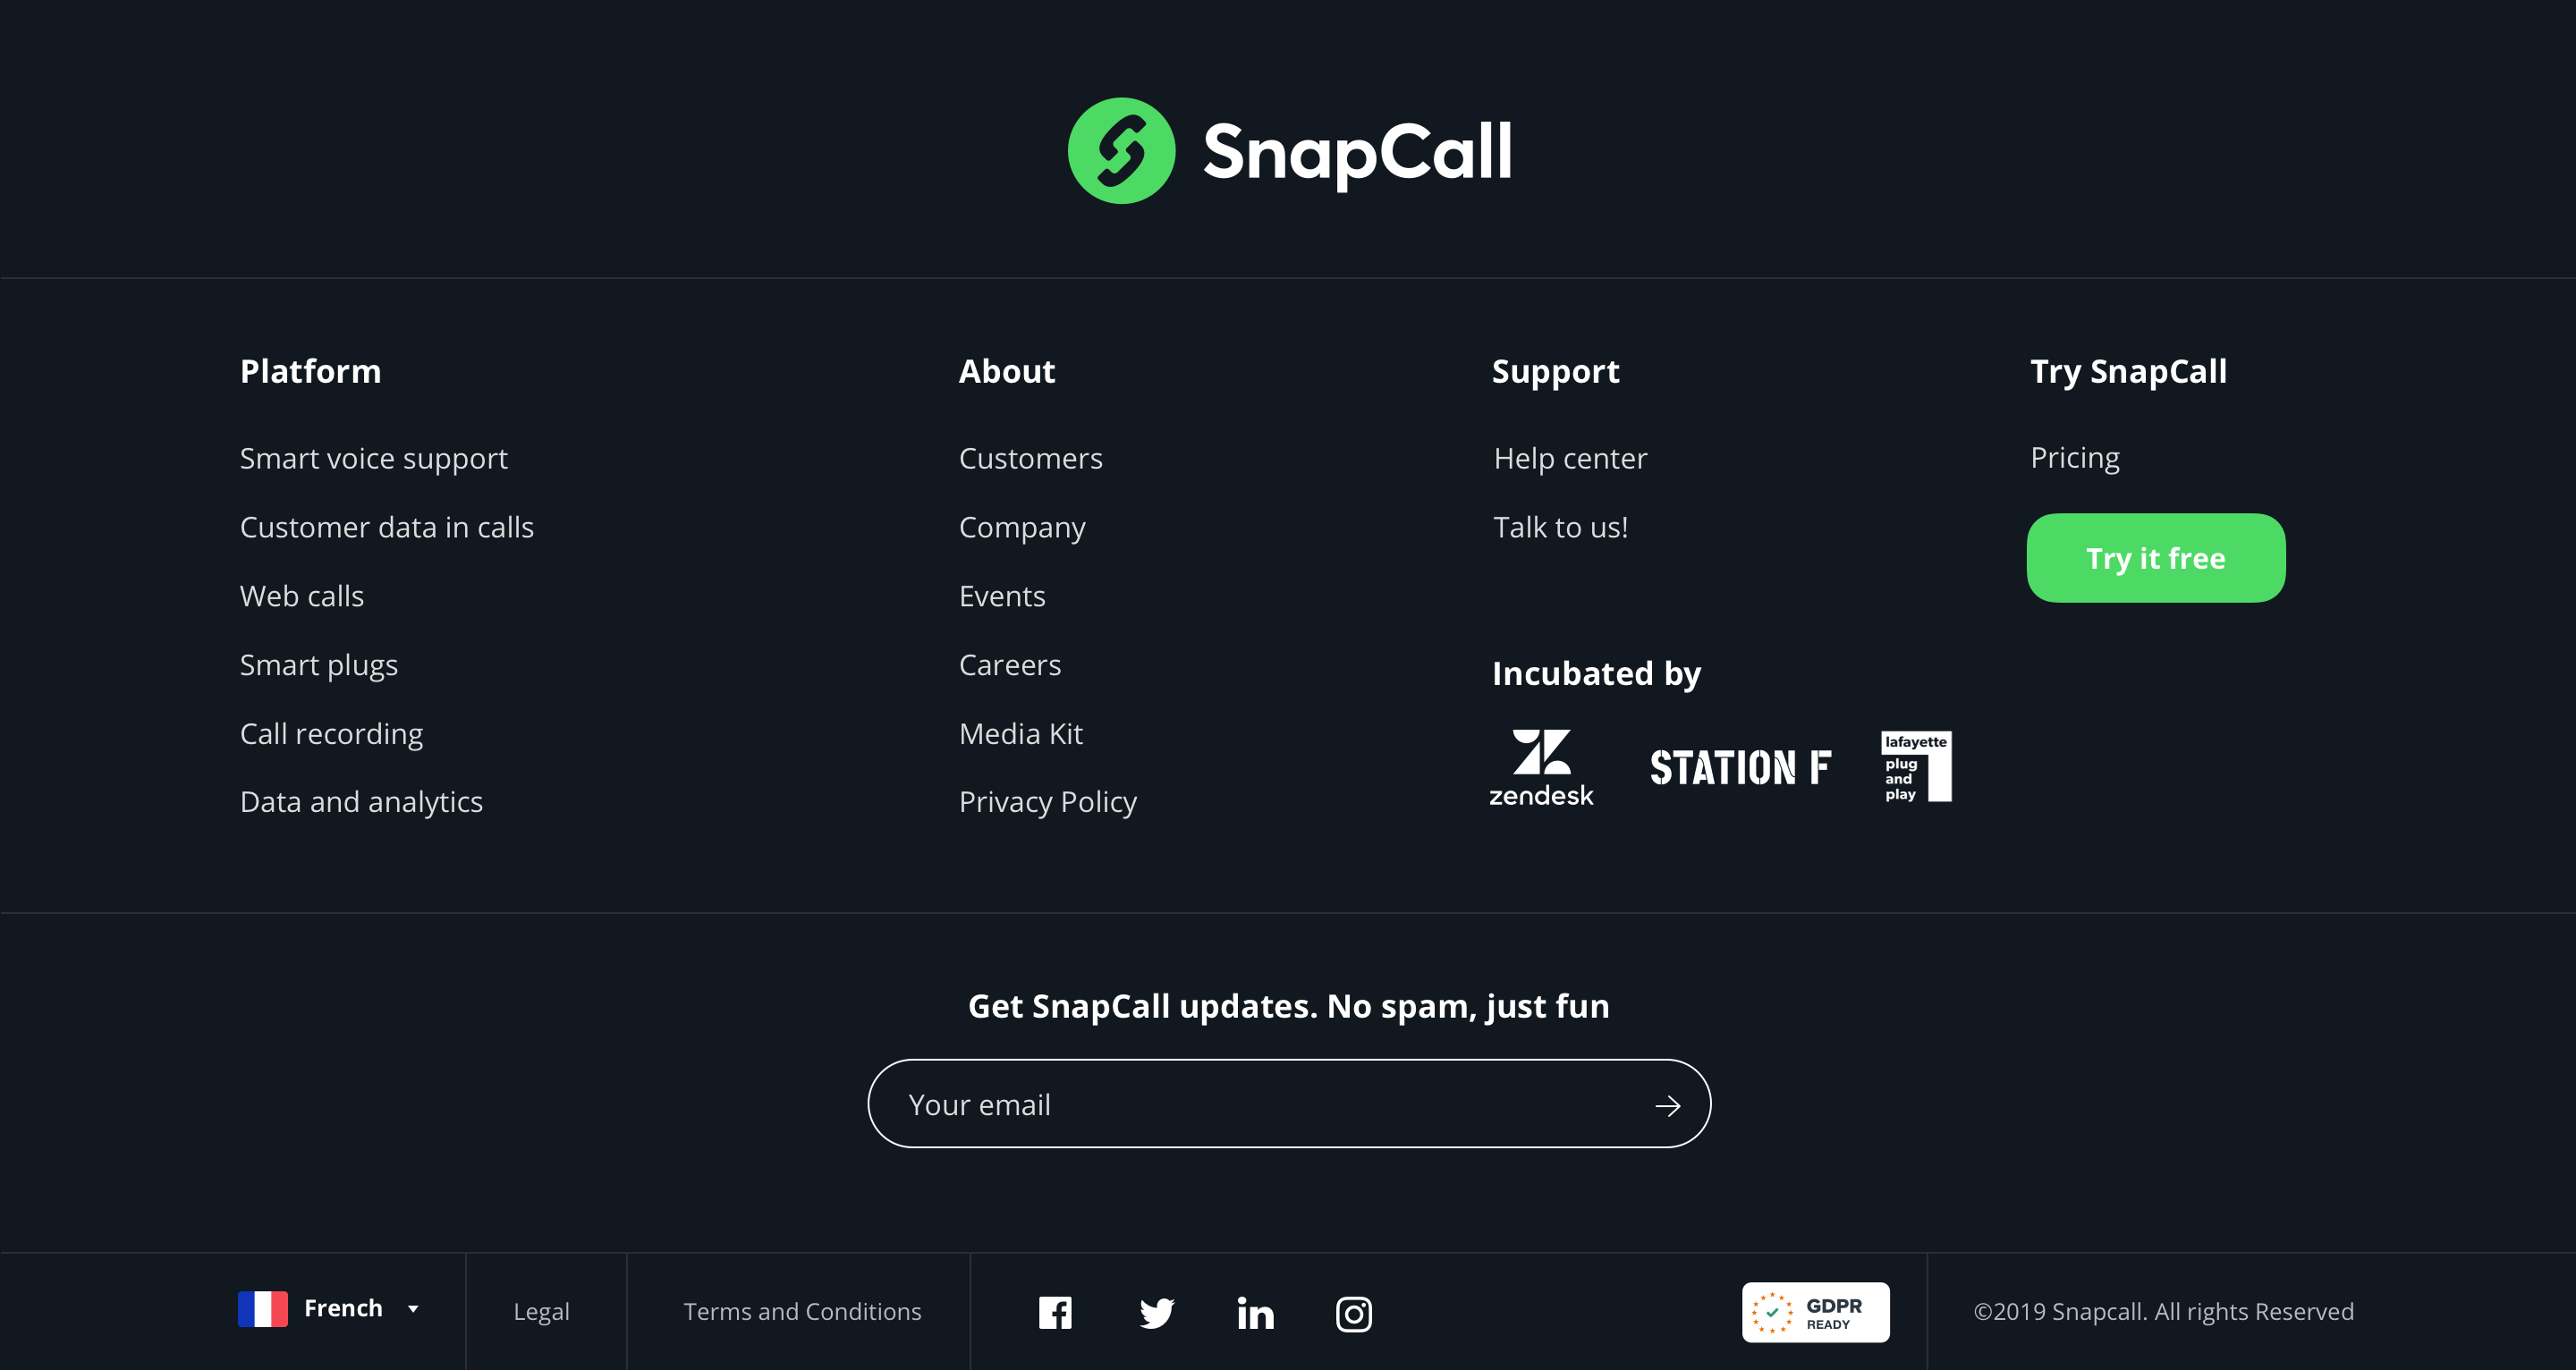 SnapCall
Platform
Smart voice support
Customer data in calls
Web calls
Smart plugs
Call recording
Data and analytics
About
Customers
Company
Events
Careers
Media Kit
Privacy Policy
Support
Help center
Talk to us!
Incubated by
zendesk
STATION F
lafayette
plug
and
play
Try SnapCall
Pricing
Try it free
Get SnapCall updates. No spam, just fun
Your email
French
Legal
Terms and Conditions
GDPR
READY
©2019 Snapcall. All rights Reserved